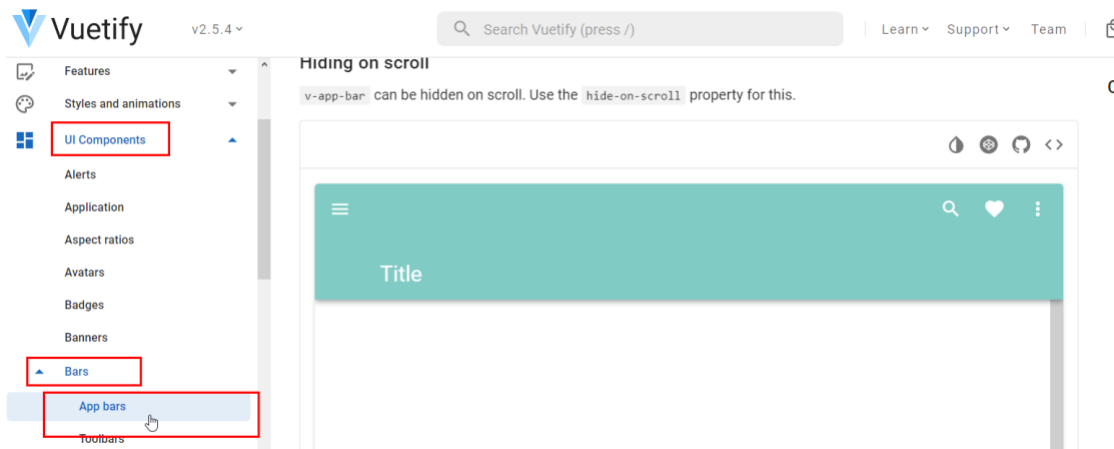 Vuetify
v2.5.4
Search Vuetify (press /)
Learn
Support
Team
Features
Styles and animations
UI Components
Alerts
Application
Aspect ratios
Avatars
Badges
Banners
Bars
App bars
Toolbars
Hiding on scroll
v-app-bar can be hidden on scroll. Use the hide-on-scroll property for this.
Title